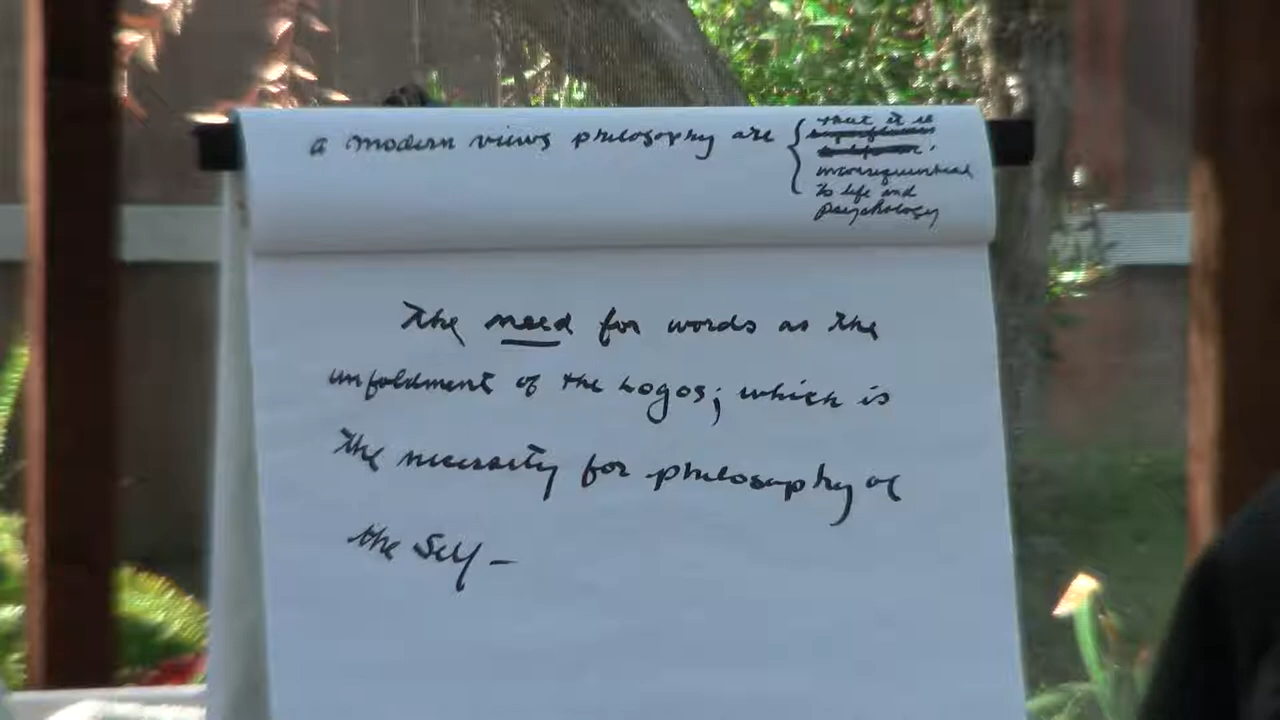 a modern views philosophy are {
that it is
inconsequential
to life and
psychology
The need for words as the
unfoldment of the Logos; which is
the necessity for philosophy of
the Self –